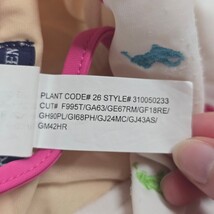 PLANT CODE# 26 STYLE# 310050233
CUT# F995T/GA63/GE67RM/GF18RE/
GH90PL/GI68PH/GJ24MC/GJ43AS/
GM42HR